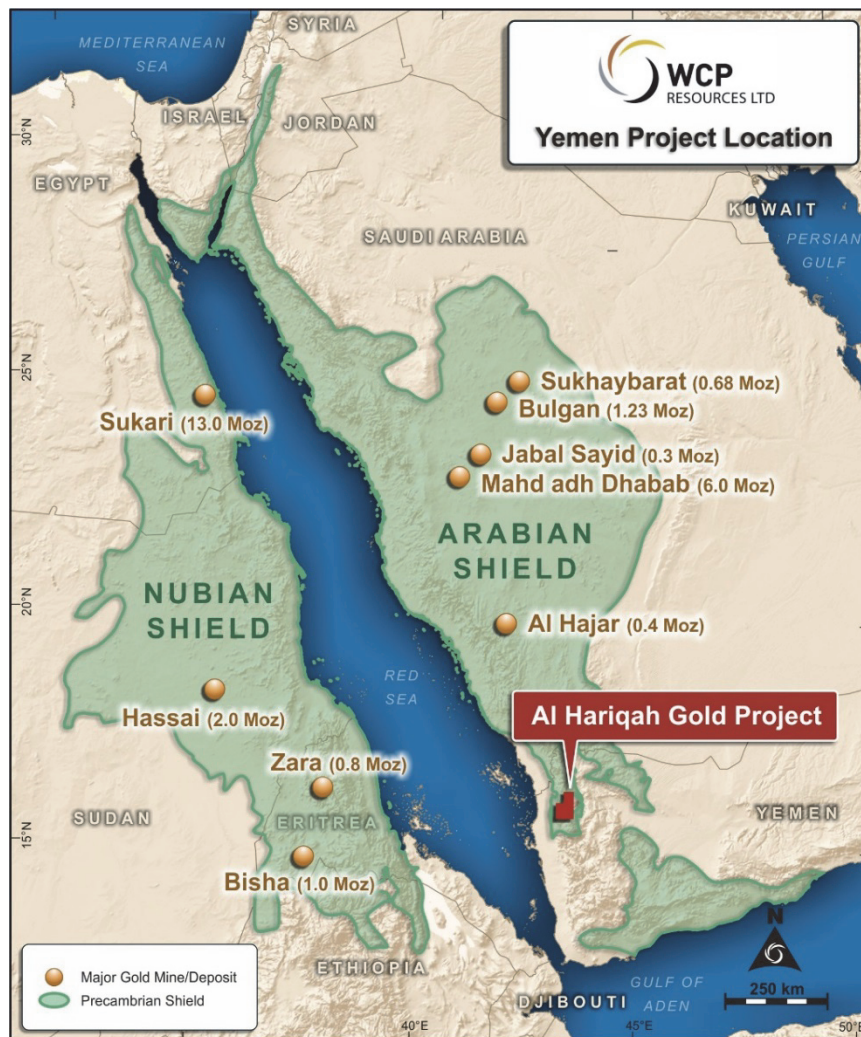 WCP
RESOURCES LTD
Yemen Project Location
MEDITERRANEAN
SEA
SYRIA
ISRAEL
JORDAN
30°N
EGYPT
KUWAIT
SAUDI ARABIA
PERSIAN
GULF
25°N
Sukhaybarat (0.68 Moz)
Bulgan (1.23 Moz)
Sukari (13.0 Moz)
Jabal Sayid (0.3 Moz)
Mahd adh Dhabab (6.0 Moz)
ARABIAN
SHIELD
NUBIAN
SHIELD
20°N
Al Hajar (0.4 Moz)
RED
SEA
Hassai (2.0 Moz)
Al Hariqah Gold Project
Zara (0.8 Moz)
SUDAN
ERITREA
YEMEN
15°N
Bisha (1.0 Moz)
N
Major Gold Mine/Deposit
Precambrian Shield
ETHIOPIA
DJIBOUTI
GULF OF
ADEN
250 km
40°E
45°E
50°E